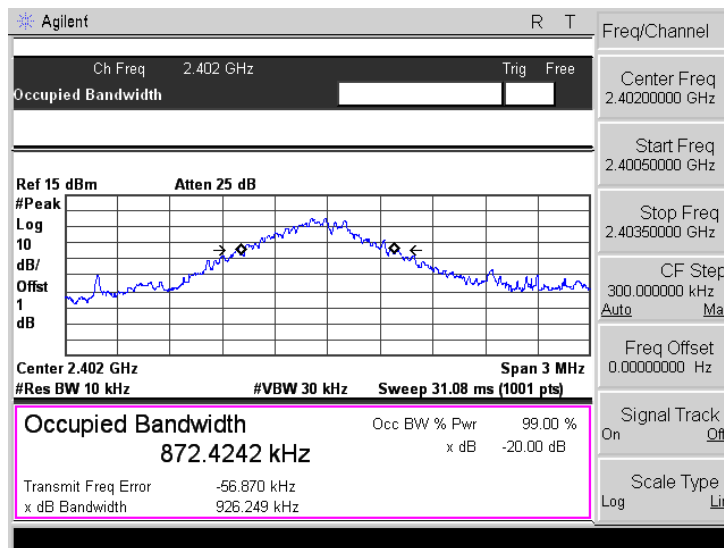 Agilent R T
Ch Freq 2.402 GHz Trig Free
Occupied Bandwidth
Ref 15 dBm Atten 25 dB
#Peak
Log
10
dB/
Offst
1
dB
Center 2.402 GHz Span 3 MHz
#Res BW 10 kHz #VBW 30 kHz Sweep 31.08 ms (1001 pts)
Occupied Bandwidth Occ BW % Pwr 99.00 %
872.4242 kHz x dB -20.00 dB
Transmit Freq Error -56.870 kHz
x dB Bandwidth 926.249 kHz
Freq/Channel
Center Freq
2.40200000 GHz
Start Freq
2.40050000 GHz
Stop Freq
2.40350000 GHz
CF Step
300.000000 kHz
Auto Ma
Freq Offset
0.00000000 Hz
Signal Track
On Off
Scale Type
Log Li